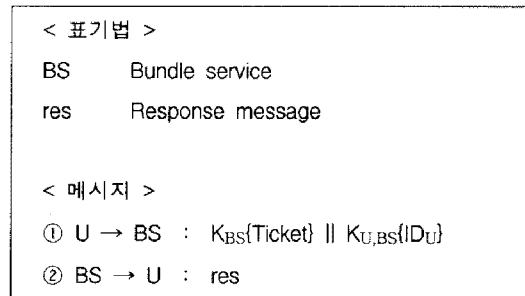 < 표기법 >
BS Bundle service
res Response message
< 메시지 >
① U → BS : K_BS{Ticket} || K_U,BS{ID_U}
② BS → U : res